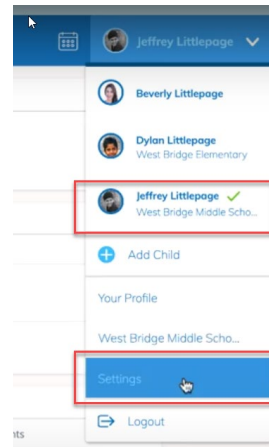 Jeffrey Littlepage
Beverly Littlepage
Dylan Littlepage
West Bridge Elementary
Jeffrey Littlepage
West Bridge Middle Scho...
Add Child
Your Profile
West Bridge Middle Scho...
Settings
Logout
nts